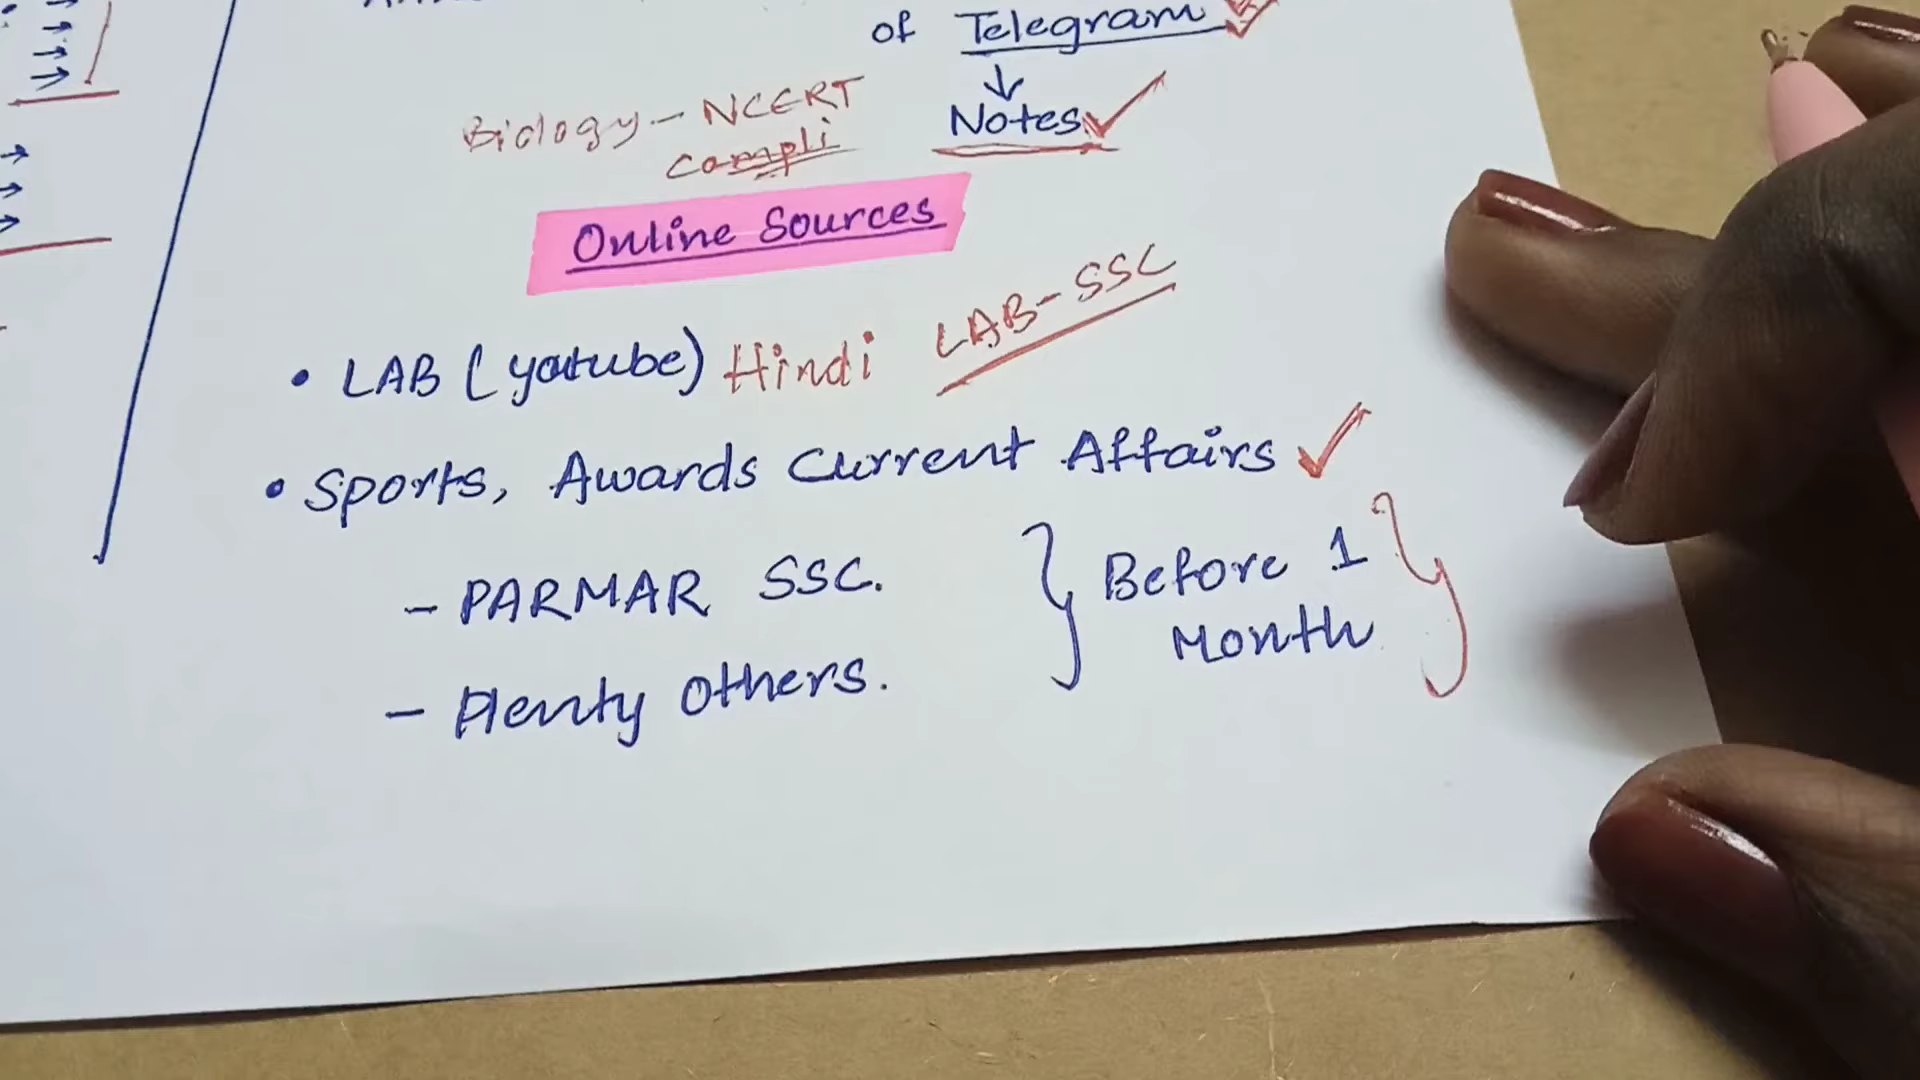 of Telegram
↓
Biology - NCERT
Compli
Notes
Online Sources
• LAB (youtube) Hindi LAB-SSC
• Sports, Awards Current Affairs ✓
- PARMAR SSC.
- Plenty Others.
} Before 1 Month }